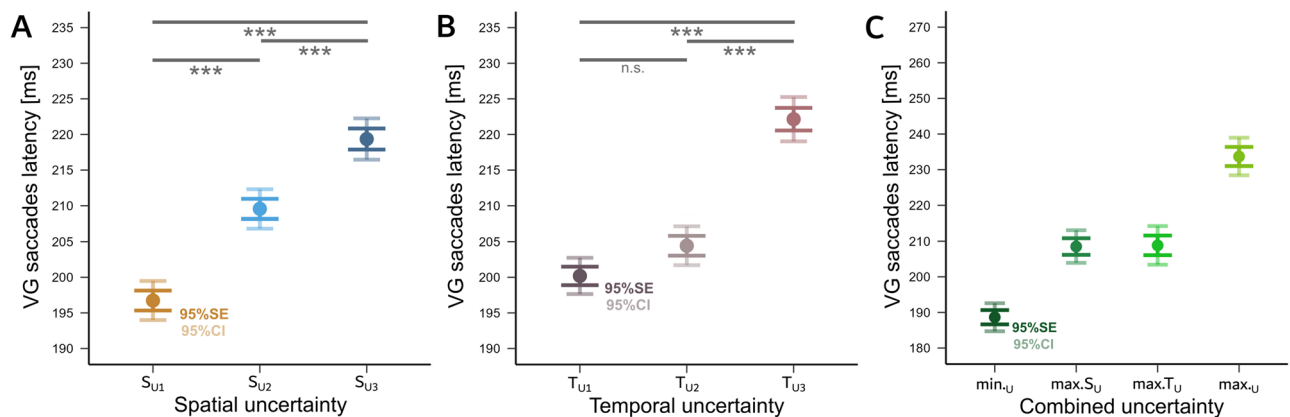 A
VG saccades latency [ms]
235
230
225
220
215
210
205
200
195
190
***
***
***
95%SE
95%CI
SU1
SU2
SU3
Spatial uncertainty
B
VG saccades latency [ms]
235
230
225
220
215
210
205
200
195
190
***
***
n.s.
95%SE
95%CI
TU1
TU2
TU3
Temporal uncertainty
C
VG saccades latency [ms]
280
270
260
250
240
230
220
210
200
190
180
95%SE
95%CI
min.U
max.SU
max.TU
max.U
Combined uncertainty